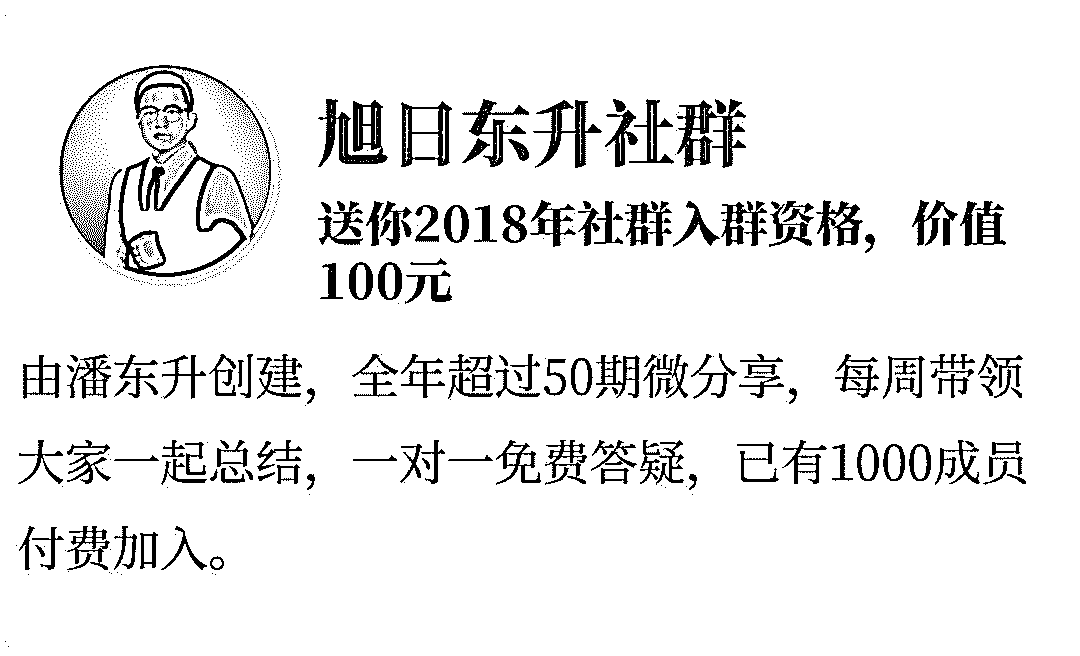 旭日东升社群
送你2018年社群入群资格，价值
100元
由潘东升创建，全年超过50期微分享，每周带领
大家一起总结，一对一免费答疑，已有1000成员
付费加入。